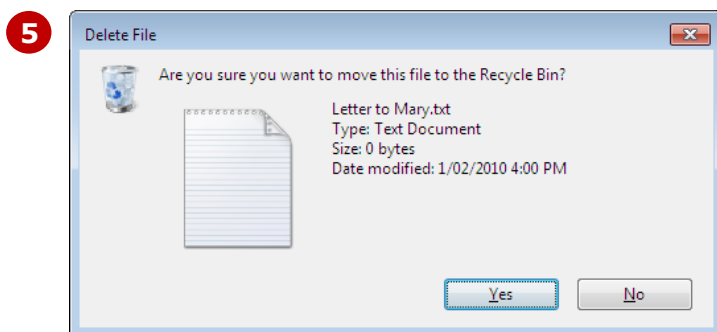 5
Delete File
Are you sure you want to move this file to the Recycle Bin?
Letter to Mary.txt
Type: Text Document
Size: 0 bytes
Date modified: 1/02/2010 4:00 PM
Yes
No